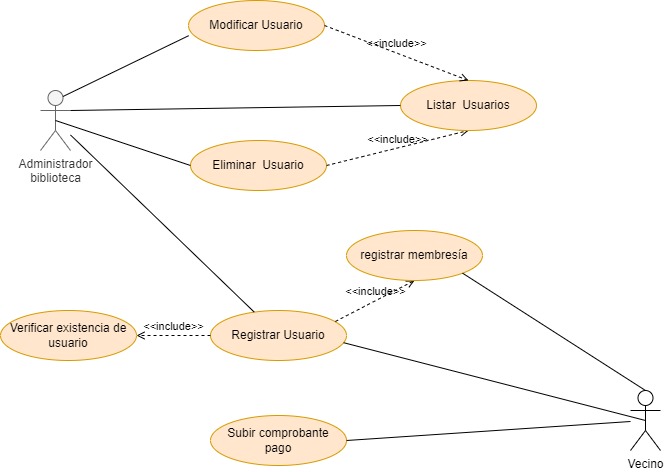 Modificar Usuario
<<include>>
Listar  Usuarios
<<include>>
Eliminar  Usuario
Administrador
biblioteca
registrar membresía
<<include>>
Verificar existencia de
usuario
<<include>>
Registrar Usuario
Subir comprobante
pago
Vecino